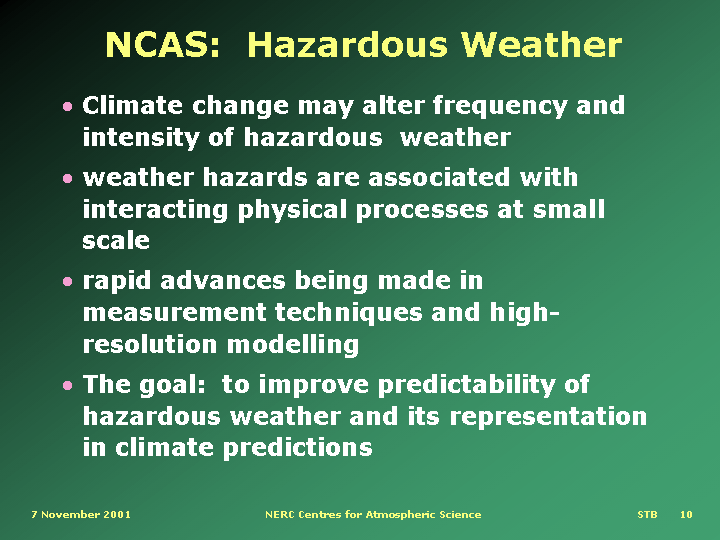 NCAS:  Hazardous Weather
• Climate change may alter frequency and
intensity of hazardous  weather
• weather hazards are associated with
interacting physical processes at small
scale
• rapid advances being made in
measurement techniques and high-
resolution modelling
• The goal:  to improve predictability of
hazardous weather and its representation
in climate predictions
7 November 2001 NERC Centres for Atmospheric Science STB 10